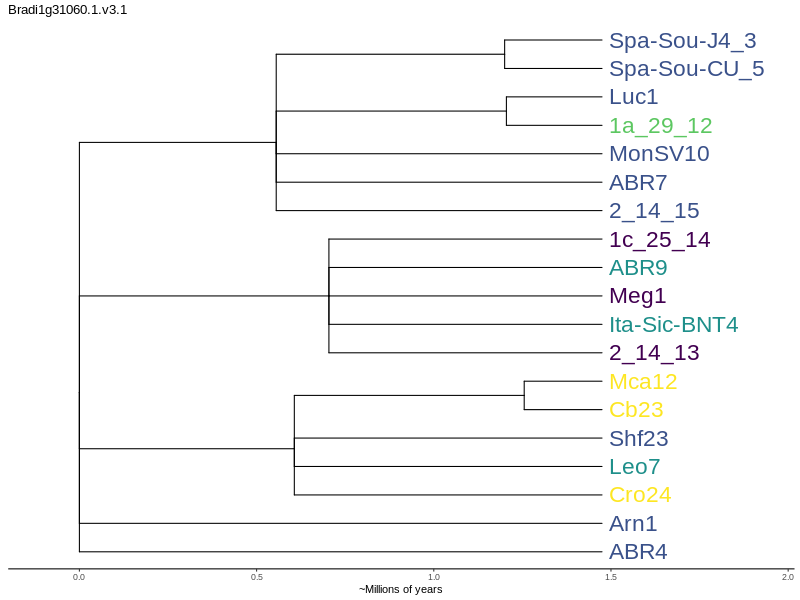 Bradi1g31060.1.v3.1
Spa-Sou-J4_3
Spa-Sou-CU_5
Luc1
1a_29_12
MonSV10
ABR7
2_14_15
1c_25_14
ABR9
Meg1
Ita-Sic-BNT4
2_14_13
Mca12
Cb23
Shf23
Leo7
Cro24
Arn1
ABR4
0.0 0.5 1.0 1.5 2.0
~Millions of years